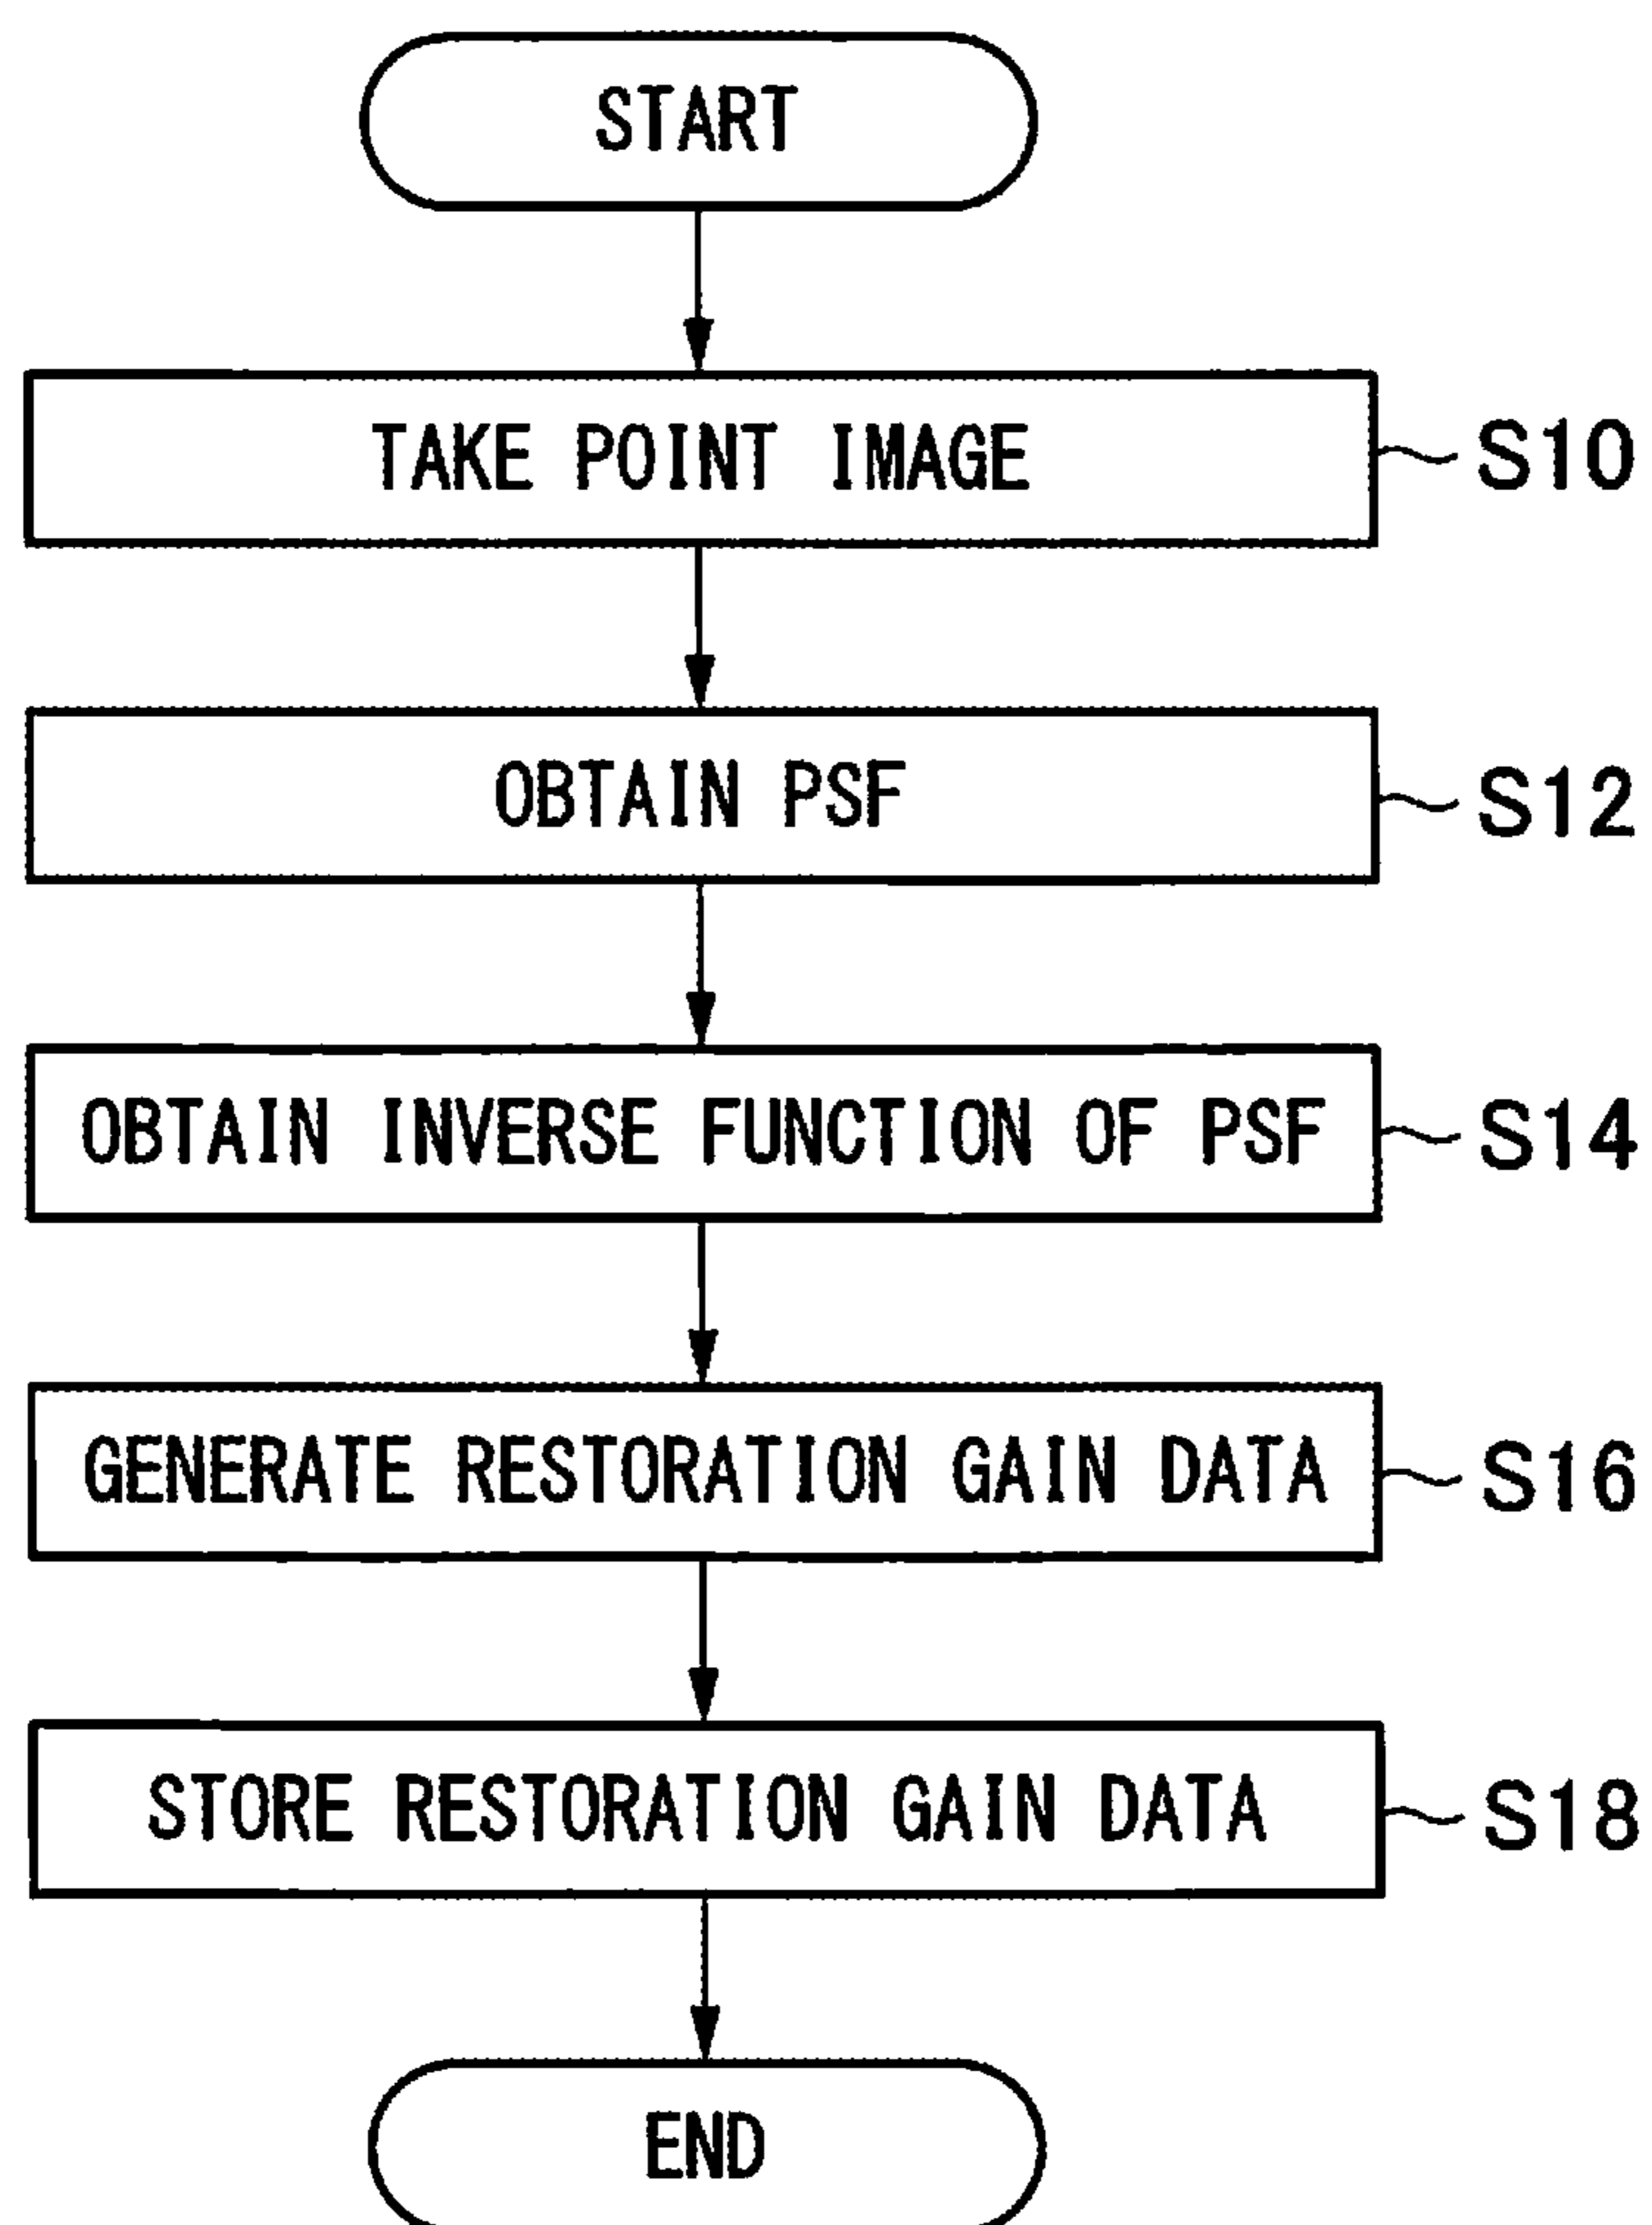 START
TAKE POINT IMAGE
S10
OBTAIN PSF
S12
OBTAIN INVERSE FUNCTION OF PSF
S14
GENERATE RESTORATION GAIN DATA
S16
STORE RESTORATION GAIN DATA
S18
END